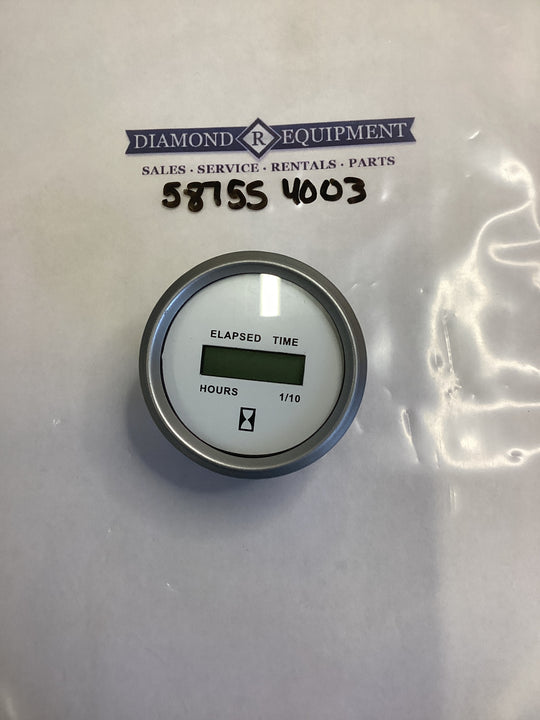 DIAMOND R EQUIPMENT
SALES · SERVICE · RENTALS · PARTS
58755 4003
ELAPSED TIME
HOURS 1/10